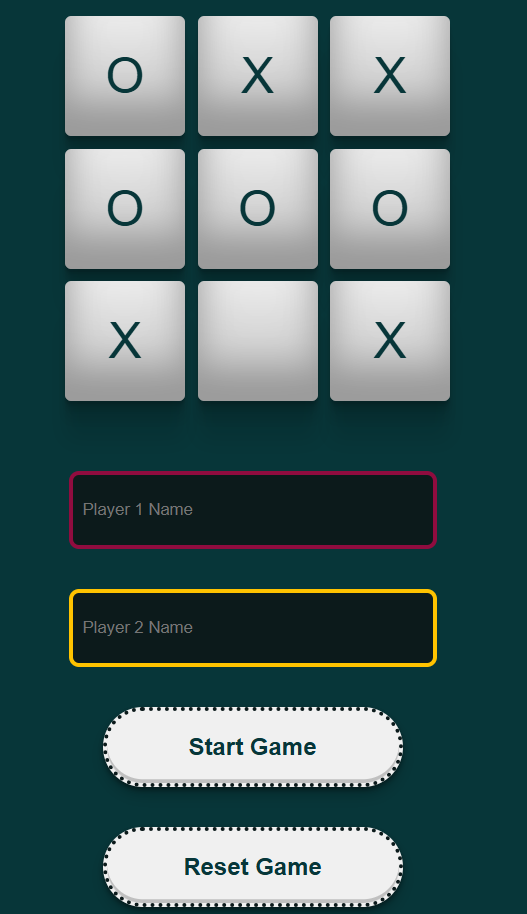 O X X
O O O
X X
Player 1 Name
Player 2 Name
Start Game
Reset Game